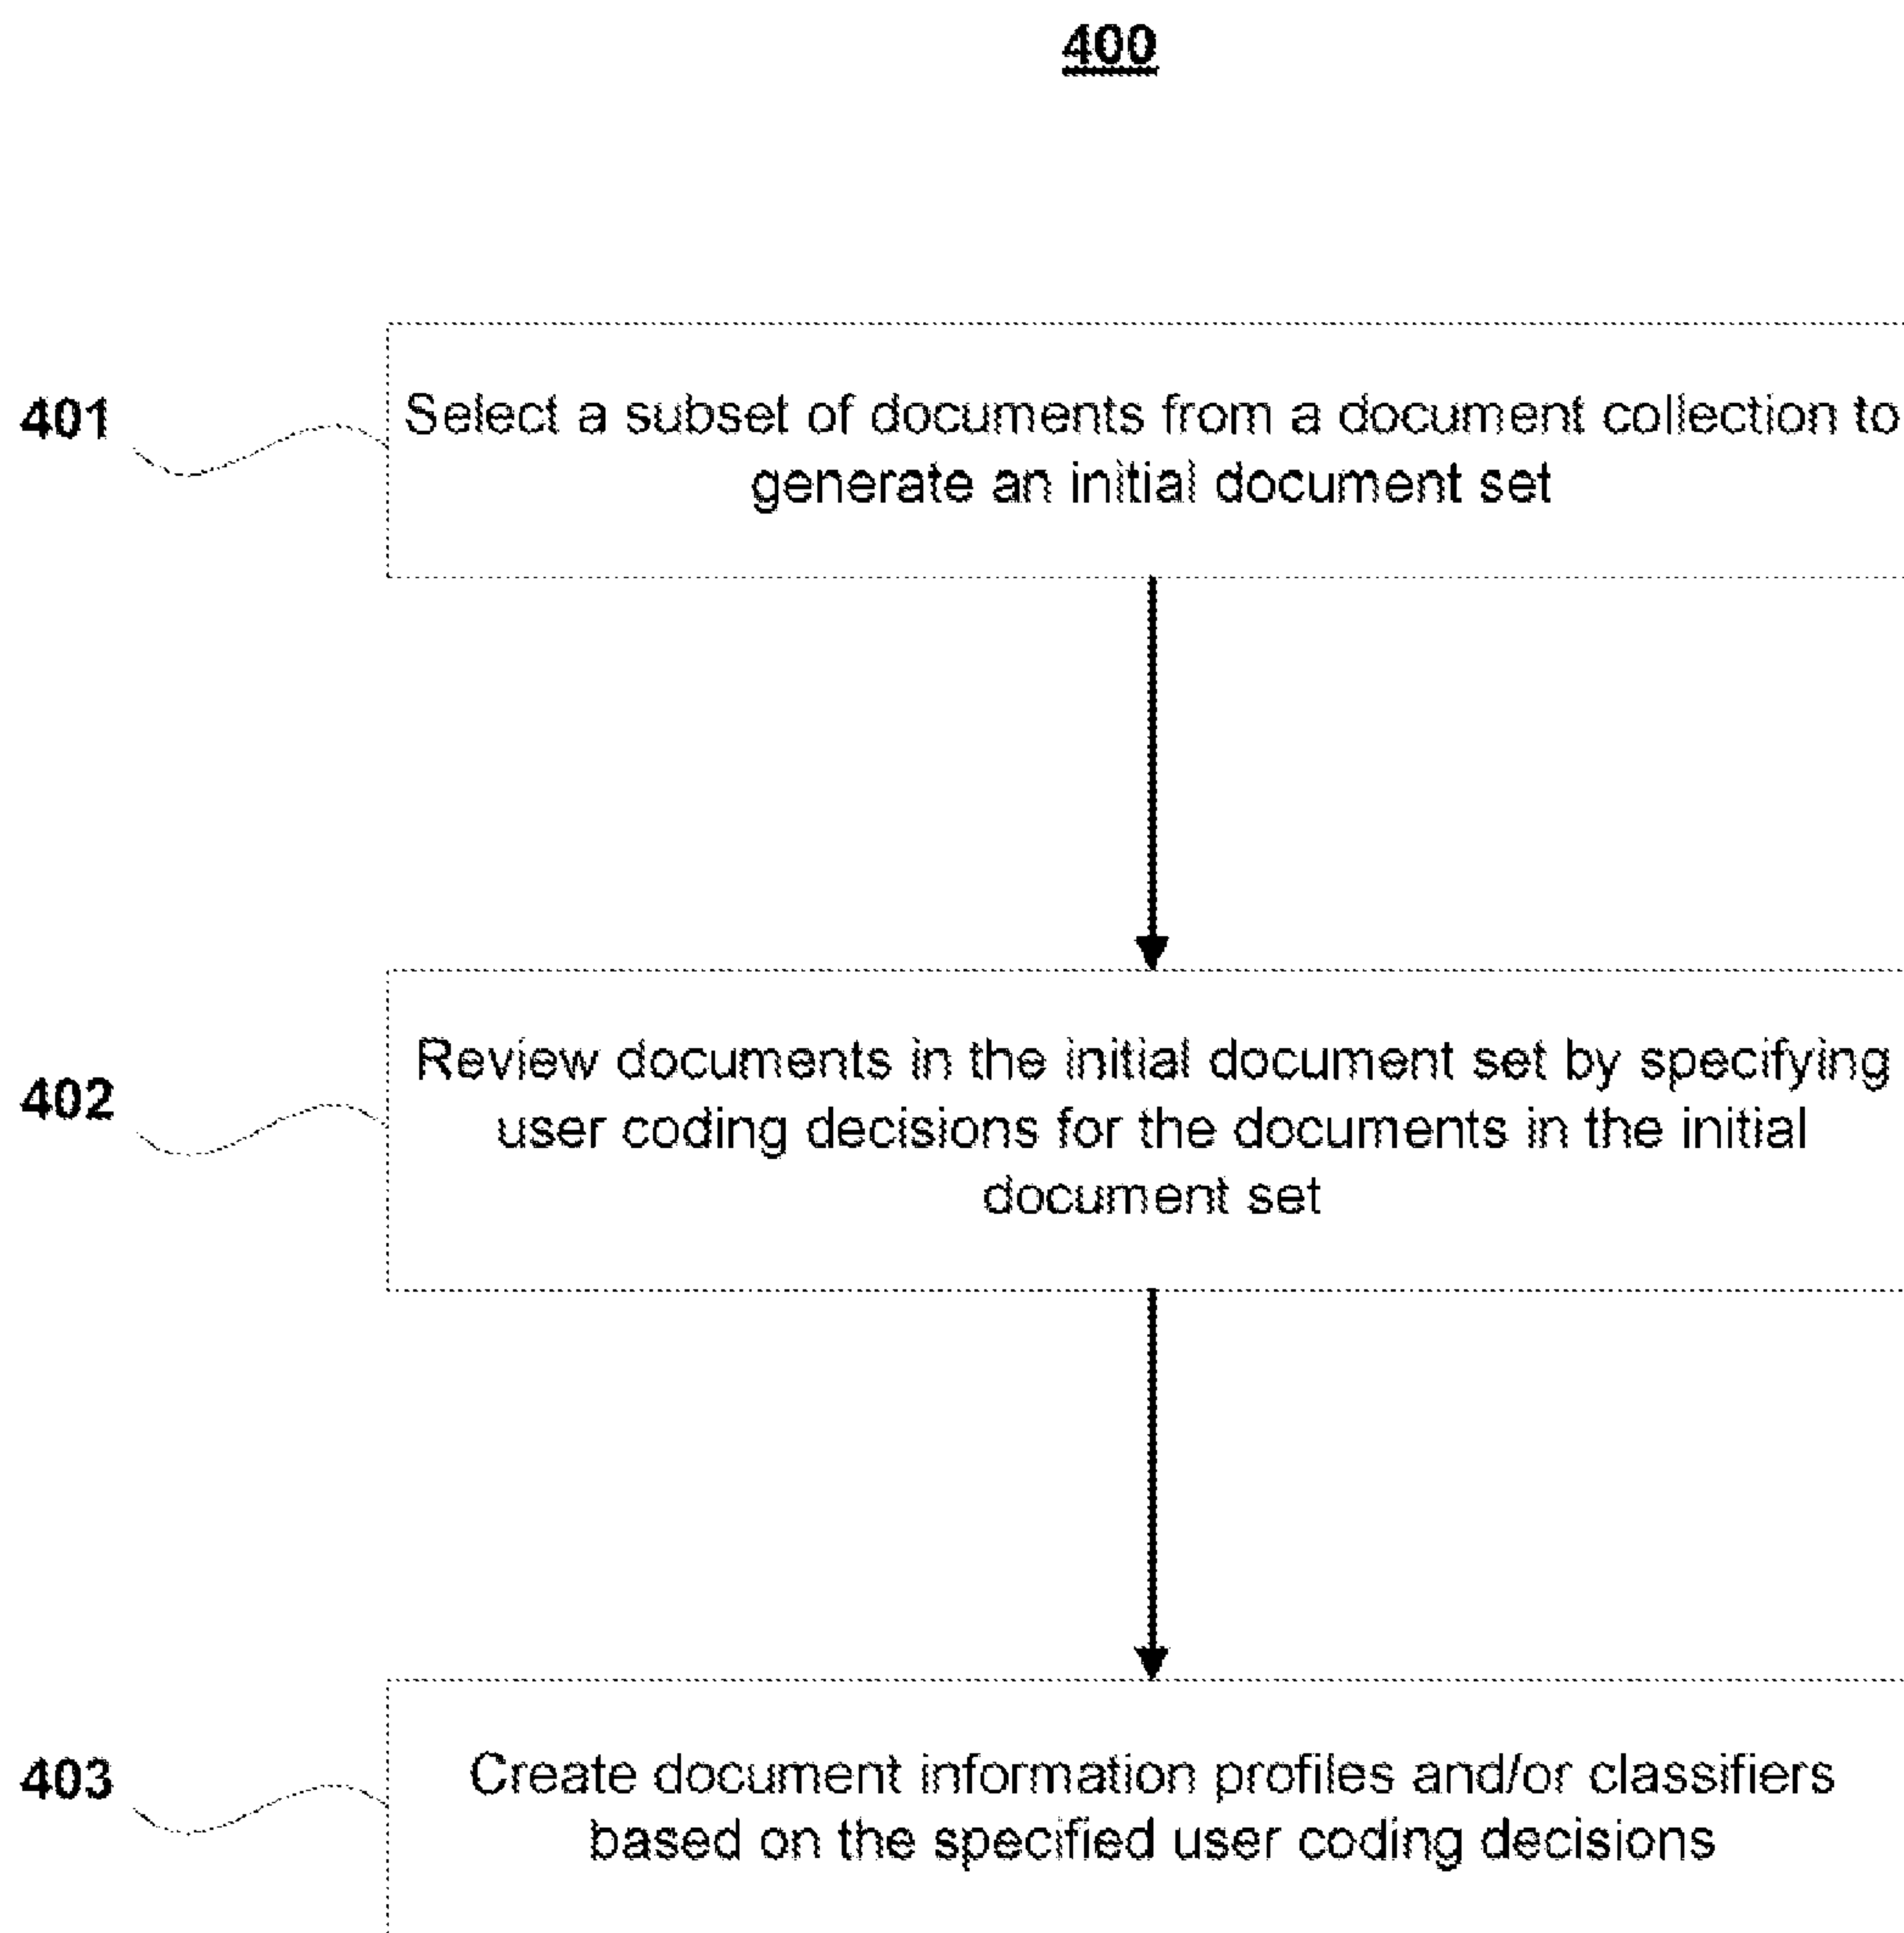 400
401
Select a subset of documents from a document collection to
generate an initial document set
402
Review documents in the initial document set by specifying
user coding decisions for the documents in the initial
document set
403
Create document information profiles and/or classifiers
based on the specified user coding decisions